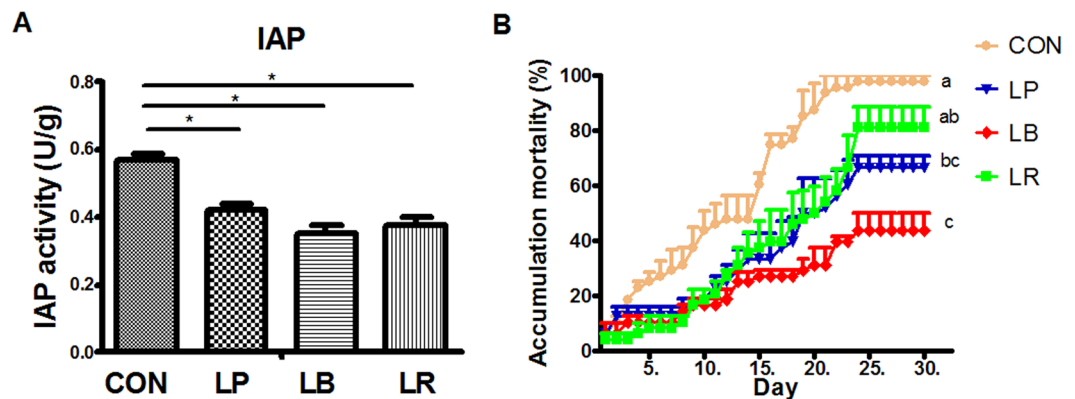 A
IAP
IAP activity (U/g)
0.8
0.6
0.4
0.2
0.0
*
*
*
CON LP LB LR
B
Accumulation mortality (%)
100
80
60
40
20
0
5. 10. 15. 20. 25. 30.
Day
a
ab
bc
c
CON
LP
LB
LR